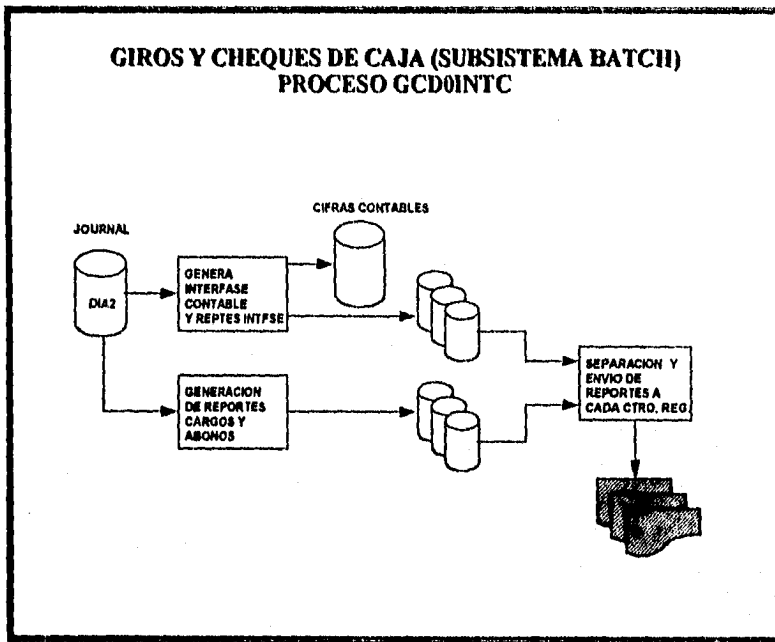 GIROS Y CHEQUES DE CAJA (SUBSISTEMA BATCH)
PROCESO GCD0INTC
CIFRAS CONTABLES
JOURNAL
DIA2
GENERA
INTERFASE
CONTABLE
Y REPTES INTFSE
GENERACION
DE REPORTES
CARGOS Y
ABONOS
SEPARACION Y
ENVIO DE
REPORTES A
CADA CTRO. REG.